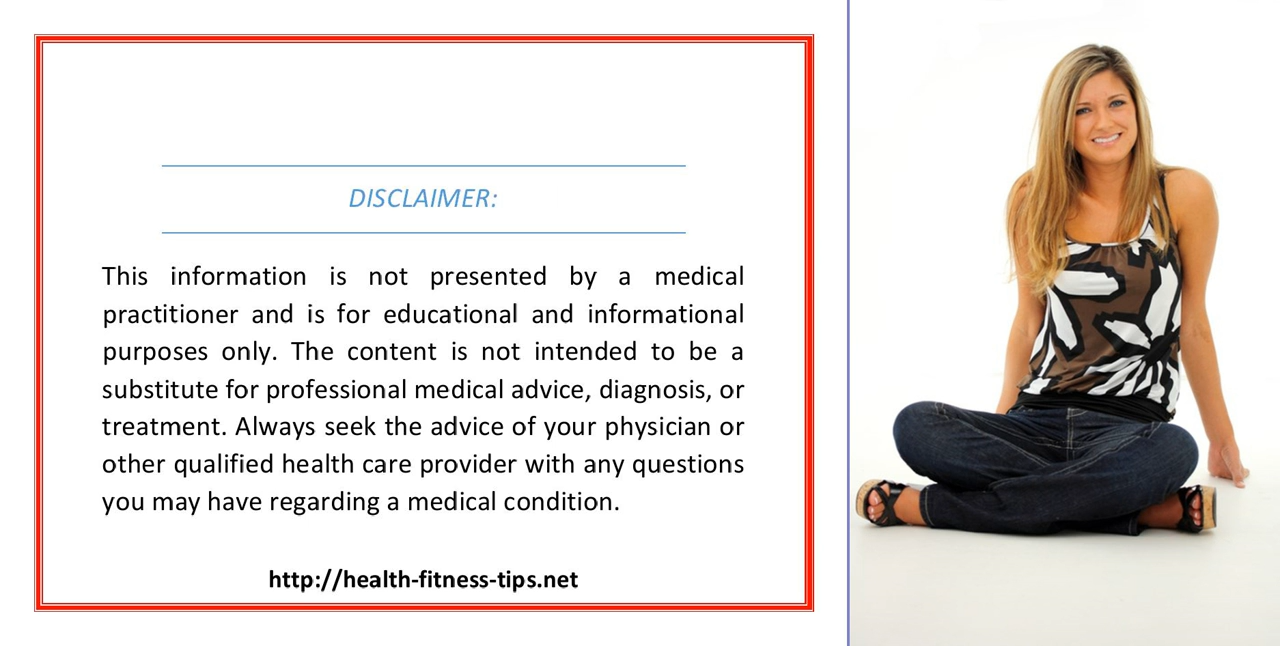 DISCLAIMER:
This information is not presented by a medical
practitioner and is for educational and informational
purposes only. The content is not intended to be a
substitute for professional medical advice, diagnosis, or
treatment. Always seek the advice of your physician or
other qualified health care provider with any questions
you may have regarding a medical condition.
http://health-fitness-tips.net